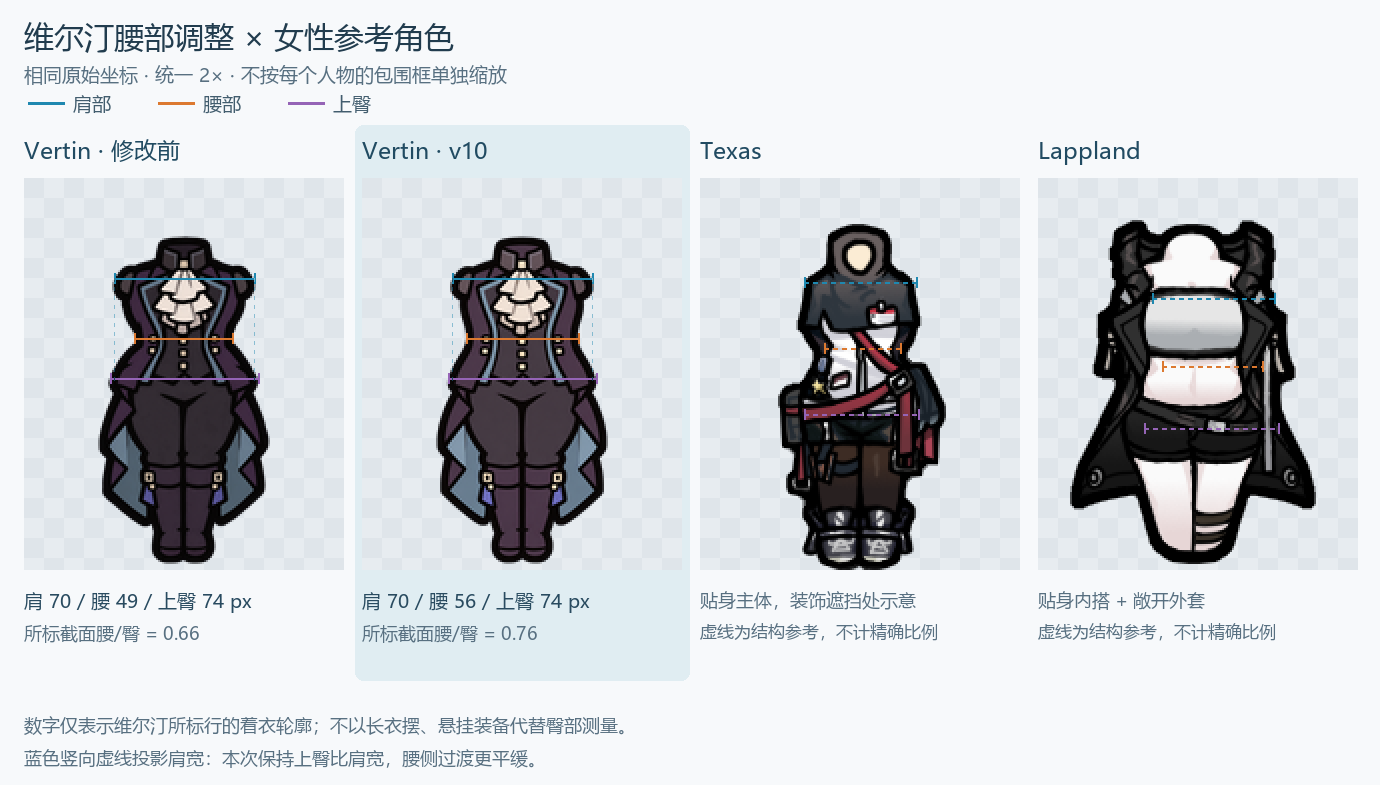 维尔汀腰部调整 × 女性参考角色
相同原始坐标 · 统一 2× · 不按每个人物的包围框单独缩放
肩部 腰部 上臀
Vertin · 修改前
Vertin · v10
Texas
Lappland
肩 70 / 腰 49 / 上臀 74 px
所标截面腰/臀 = 0.66
肩 70 / 腰 56 / 上臀 74 px
所标截面腰/臀 = 0.76
贴身主体，装饰遮挡处示意
虚线为结构参考，不计精确比例
贴身内搭 + 敞开外套
虚线为结构参考，不计精确比例
数字仅表示维尔汀所标行的着衣轮廓；不以长衣摆、悬挂装备代替臀部测量。
蓝色竖向虚线投影肩宽：本次保持上臀比肩宽，腰侧过渡更平缓。